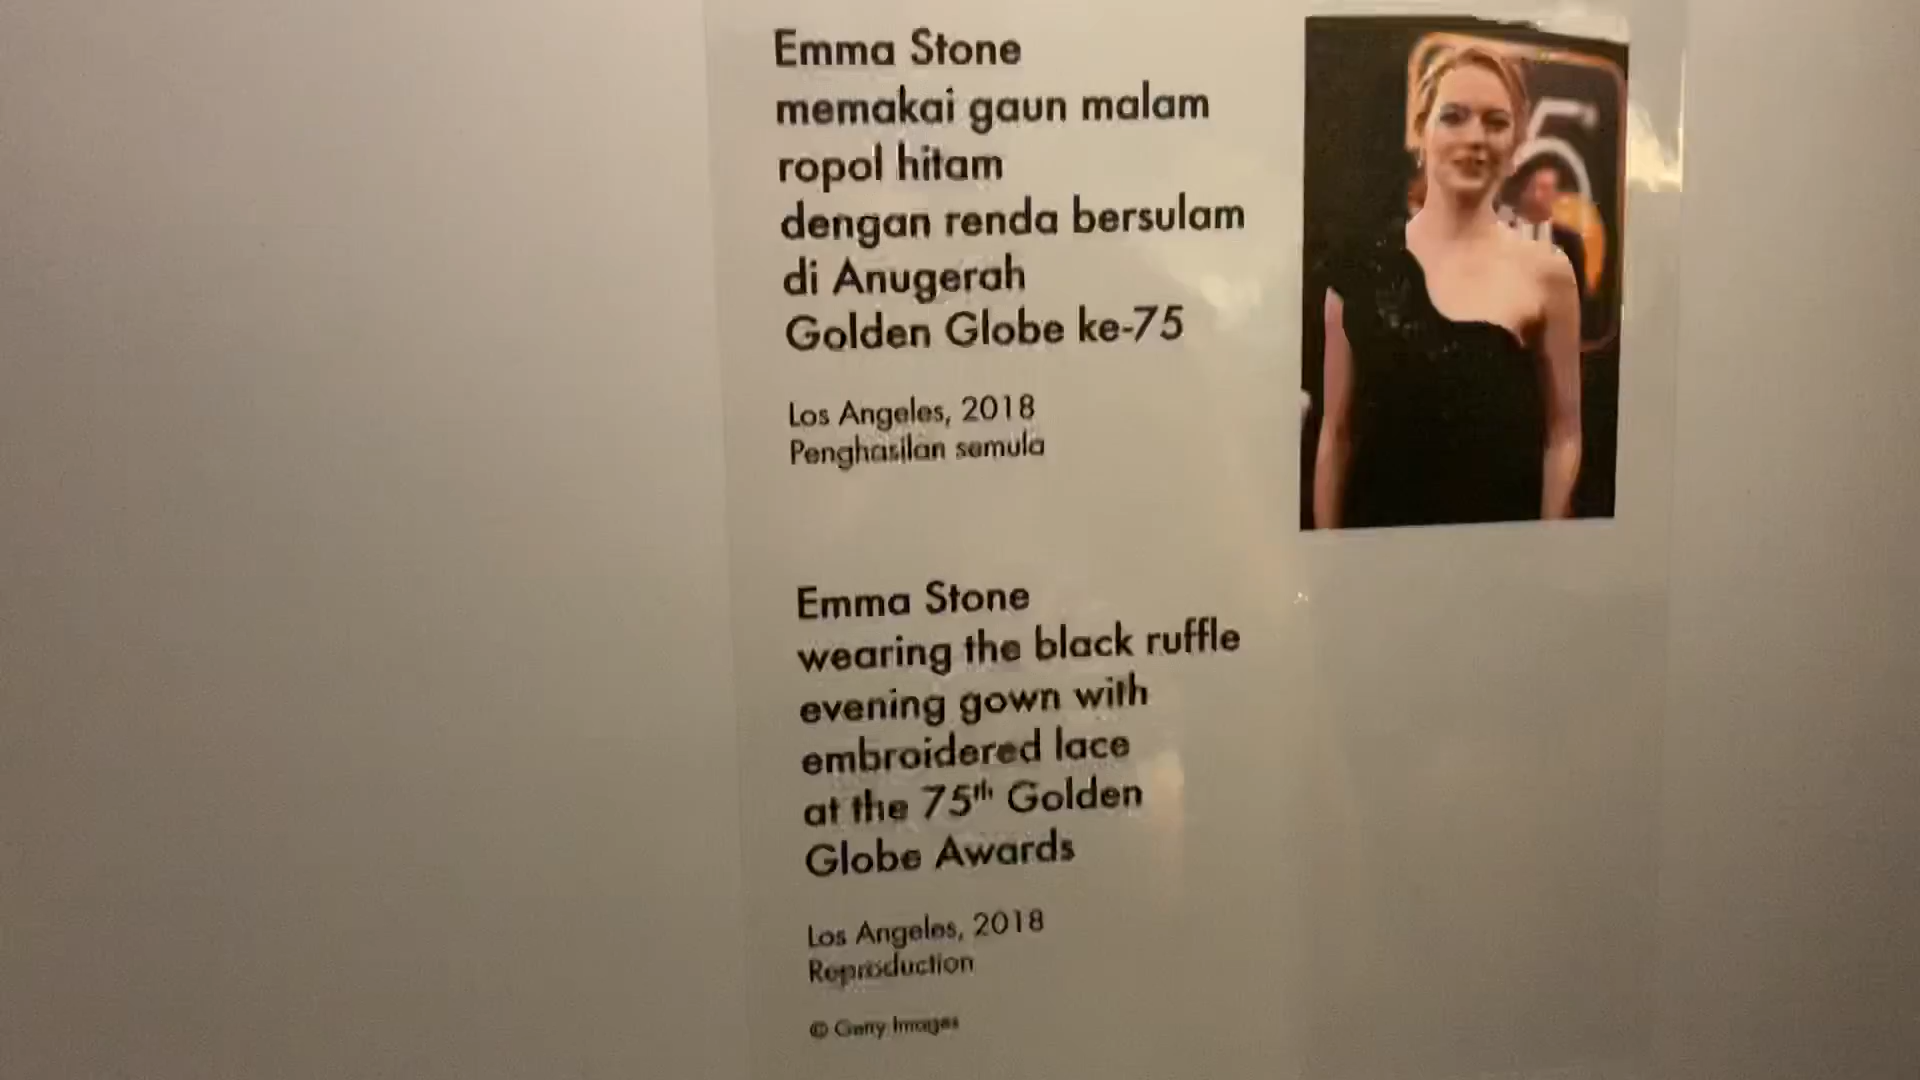 Emma Stone
memakai gaun malam
ropol hitam
dengan renda bersulam
di Anugerah
Golden Globe ke-75
Los Angeles, 2018
Penghasilan semula
5
Emma Stone
wearing the black ruffle
evening gown with
embroidered lace
at the 75th Golden
Globe Awards
Los Angeles, 2018
Reproduction
© Getty Images